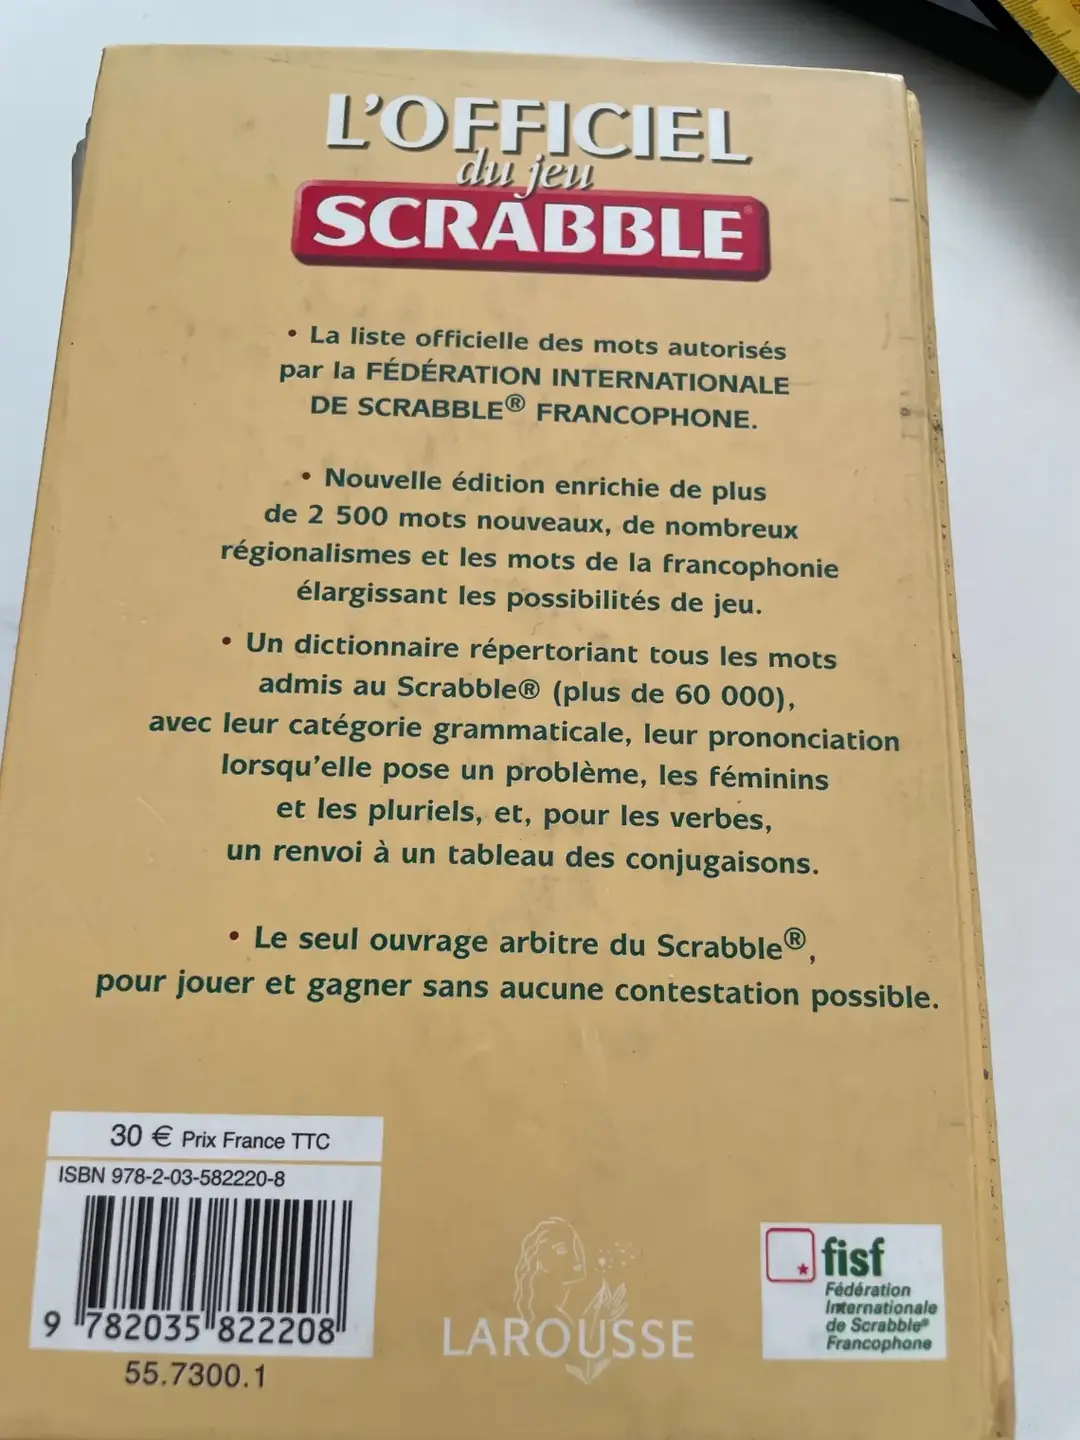 L'OFFICIEL
du jeu
SCRABBLE®
• La liste officielle des mots autorisés
par la FÉDÉRATION INTERNATIONALE
DE SCRABBLE® FRANCOPHONE.
• Nouvelle édition enrichie de plus
de 2 500 mots nouveaux, de nombreux
régionalismes et les mots de la francophonie
élargissant les possibilités de jeu.
• Un dictionnaire répertoriant tous les mots
admis au Scrabble® (plus de 60 000),
avec leur catégorie grammaticale, leur prononciation
lorsqu'elle pose un problème, les féminins
et les pluriels, et, pour les verbes,
un renvoi à un tableau des conjugaisons.
• Le seul ouvrage arbitre du Scrabble®,
pour jouer et gagner sans aucune contestation possible.
30 € Prix France TTC
ISBN 978-2-03-582220-8
9 782035 822208
55.7300.1
LAROUSSE
fisf
Fédération
Internationale
de Scrabble®
Francophone